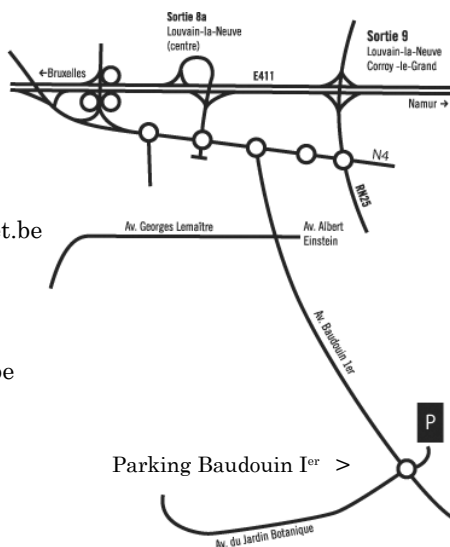 Sortie 8a
Louvain-la-Neuve
(centre)
Sortie 9
Louvain-la-Neuve
Corroy -le-Grand
←Bruxelles
E411
Namur →
N4
RN25
et.be
Av. Georges Lemaître
Av. Albert
Einstein
Av. Baudouin 1er
be
P
Parking Baudouin Iᵉʳ >
Av. du Jardin Botanique